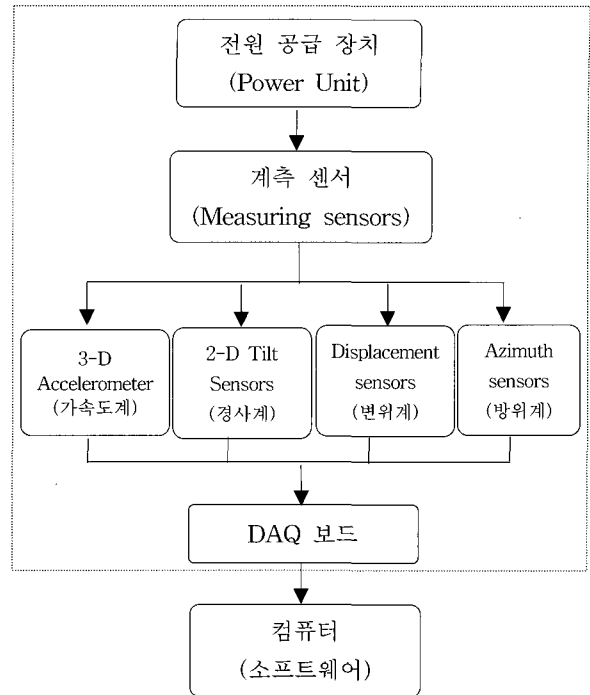 전원 공급 장치
(Power Unit)
계측 센서
(Measuring sensors)
3-D
Accelerometer
(가속도계)
2-D Tilt
Sensors
(경사계)
Displacement
sensors
(변위계)
Azimuth
sensors
(방위계)
DAQ 보드
컴퓨터
(소프트웨어)